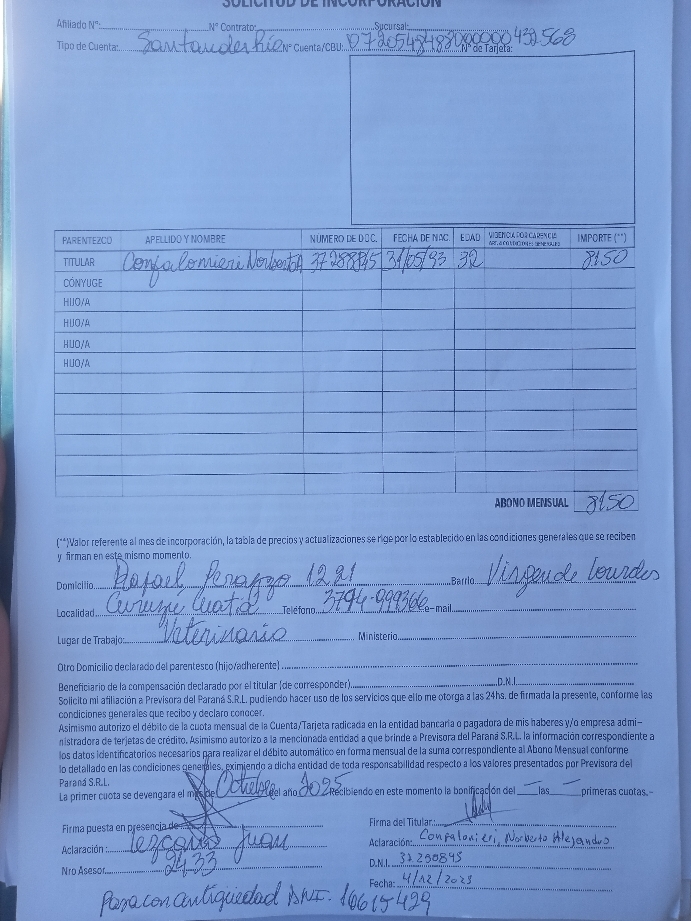 SOLICITUD DE INCORPORACIÓN
Afiliado N°: N° Contrato: Sucursal:
Tipo de Cuenta: Santander Rio N° Cuenta/CBU: N° de Tarjeta:
PARENTEZCO APELLIDO Y NOMBRE NÚMERO DE DOC. FECHA DE NAC. EDAD VIGENCIA POR CARENCIA IMPORTE (**)
TITULAR Confalonieri Norberto A 31/05/93 32 8150
CÓNYUGE
HIJO/A
HIJO/A
HIJO/A
HIJO/A
ABONO MENSUAL 8150
(**)Valor referente al mes de incorporación, la tabla de precios y actualizaciones se rige por lo establecido en las condiciones generales que se reciben
y firman en este mismo momento.
Domicilio Rafael Perazzo 1221 Barrio Virgen de Lourdes
Localidad Curuzu Cuatiá Teléfono 3794-999366 e-mail
Lugar de Trabajo: Veterinario Ministerio
Otro Domicilio declarado del parentesco (hijo/adherente)
Beneficiario de la compensación declarado por el titular (de corresponder) D.N.I.
Solicito mi afiliación a Previsora del Paraná S.R.L. pudiendo hacer uso de los servicios que ello me otorga a las 24hs. de firmada la presente, conforme las
condiciones generales que recibo y declaro conocer.
Asimismo autorizo el débito de la cuota mensual de la Cuenta/Tarjeta radicada en la entidad bancaria o pagadora de mis haberes y/o empresa admi-
nistradora de terjetas de crédito. Asimismo autorizo a la mencionada entidad a que brinde a Previsora del Paraná S.R.L. la información correspondiente a
los datos identificatorios necesarios para realizar el débito automático en forma mensual de la suma correspondiente al Abono Mensual conforme
lo detallado en las condiciones generales, eximiendo a dicha entidad de toda responsabilidad respecto a los valores presentados por Previsora del
Paraná S.R.L.
La primer cuota se devengara el mes de Octubre del año 2025 Recibiendo en este momento la bonificación del — las — primeras cuotas.-
Firma puesta en presencia de: Firma del Titular:
Aclaración: Lezcano Juan Aclaración: Confalonieri, Norberto Alejandro
Nro Asesor 2433 D.N.I.
Fecha: 4/12/2025
Para con antigüedad DNI. 16615429